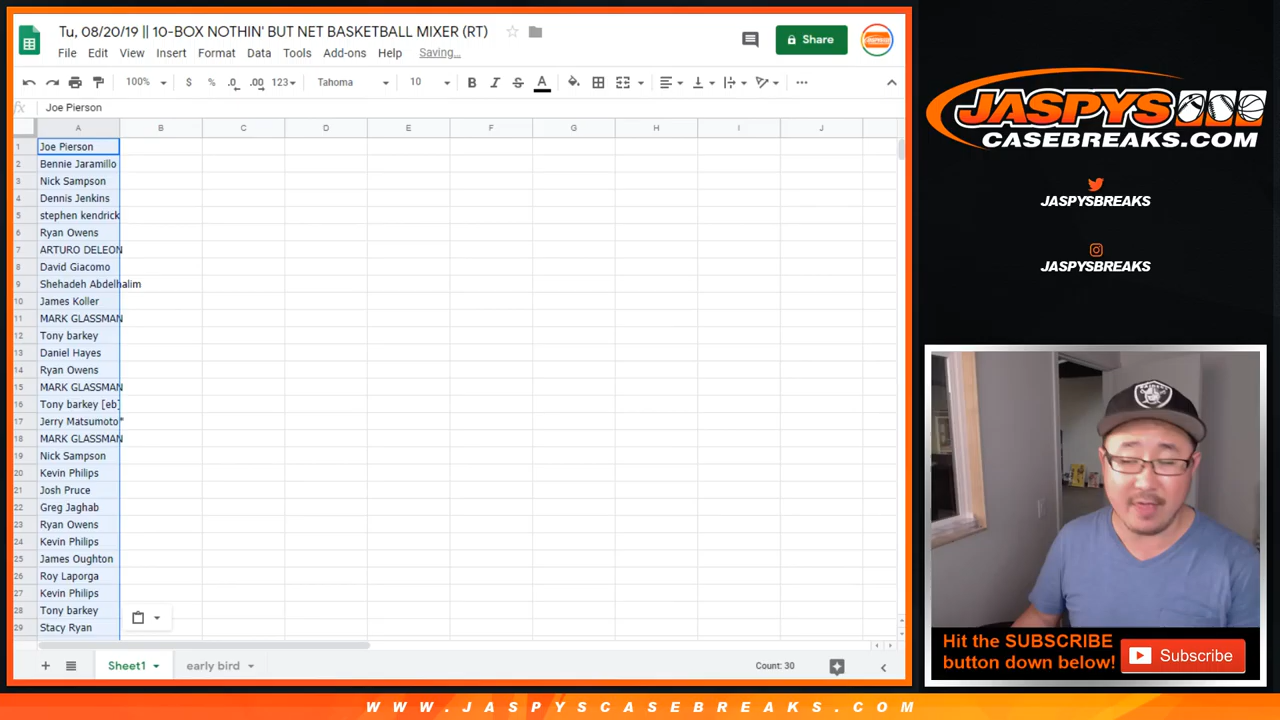 Tu, 08/20/19 || 10-BOX NOTHIN' BUT NET BASKETBALL MIXER (RT)
File Edit View Insert Format Data Tools Add-ons Help Saving...
Share
100% $ % .0 .00 123 Tahoma 10 B I S A
fx Joe Pierson
A B C D E F G H I J
1 Joe Pierson
2 Bennie Jaramillo
3 Nick Sampson
4 Dennis Jenkins
5 stephen kendrick
6 Ryan Owens
7 ARTURO DELEON
8 David Giacomo
9 Shehadeh Abdelhalim
10 James Koller
11 MARK GLASSMAN
12 Tony barkey
13 Daniel Hayes
14 Ryan Owens
15 MARK GLASSMAN
16 Tony barkey [eb]
17 Jerry Matsumoto*
18 MARK GLASSMAN
19 Nick Sampson
20 Kevin Philips
21 Josh Pruce
22 Greg Jaghab
23 Ryan Owens
24 Kevin Philips
25 James Oughton
26 Roy Laporga
27 Kevin Philips
28 Tony barkey
29 Stacy Ryan
Sheet1 early bird Count: 30
JASPYS
CASEBREAKS.COM
JASPYSBREAKS
JASPYSBREAKS
Hit the SUBSCRIBE
button down below!
Subscribe
WWW.JASPYSCASEBREAKS.COM